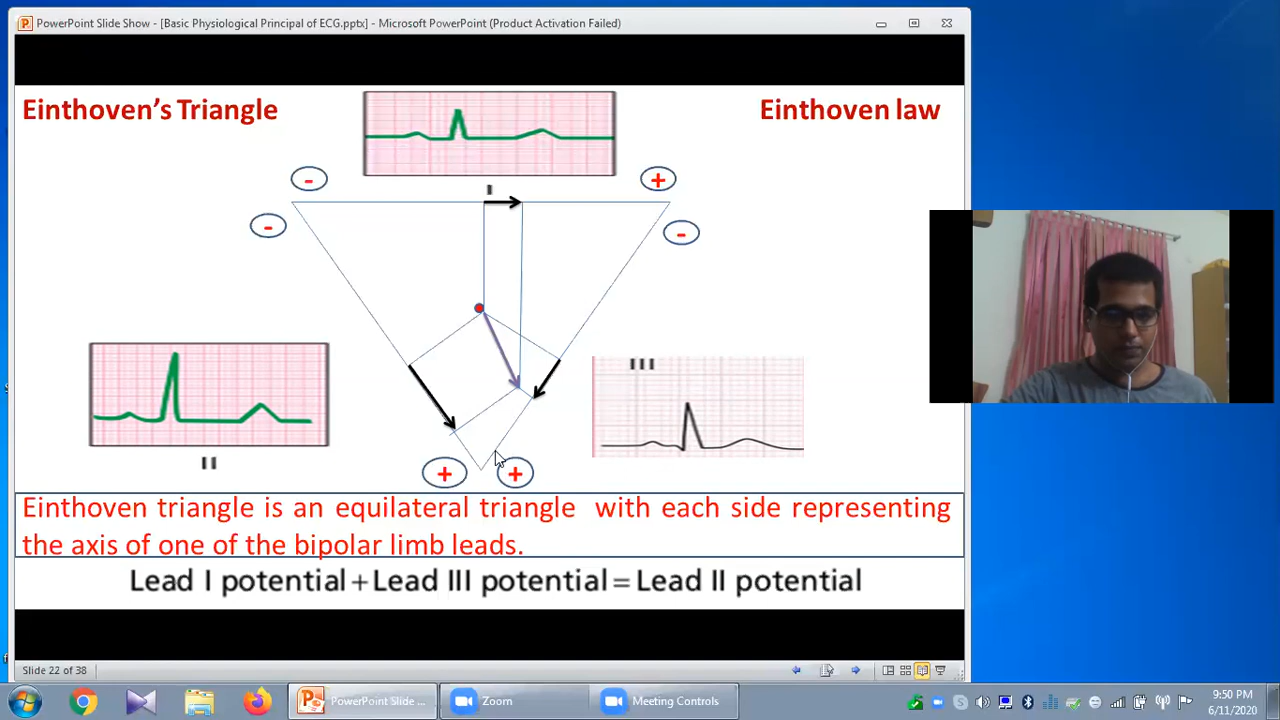 PowerPoint Slide Show - [Basic Physiological Principal of ECG.pptx] - Microsoft PowerPoint (Product Activation Failed)
Einthoven's Triangle
Einthoven law
- +
I
- -
III
II
+ +
Einthoven triangle is an equilateral triangle with each side representing
the axis of one of the bipolar limb leads.
Lead I potential + Lead III potential = Lead II potential
Slide 22 of 38
PowerPoint Slide ...
Zoom
Meeting Controls
9:50 PM
6/11/2020